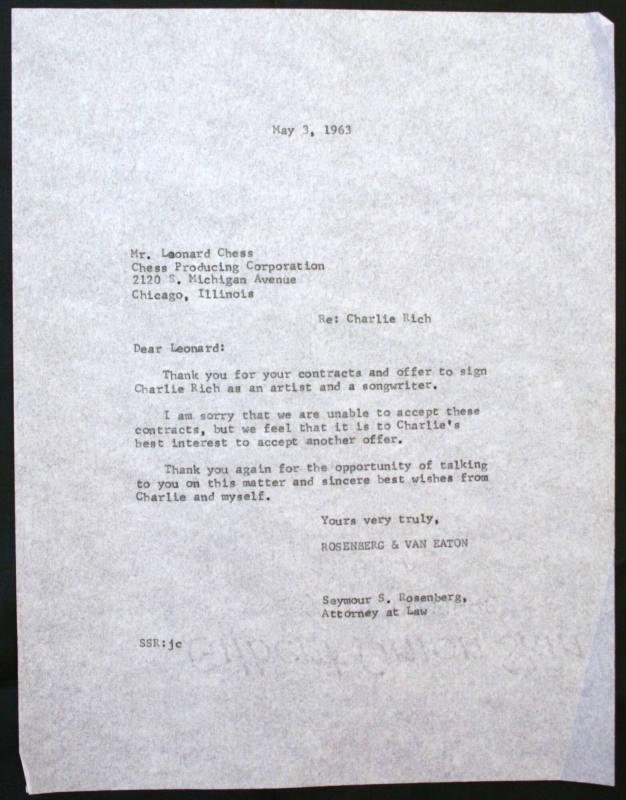 May 3, 1963
Mr. Leonard Chess
Chess Producing Corporation
2120 S. Michigan Avenue
Chicago, Illinois
Re: Charlie Rich
Dear Leonard:
Thank you for your contracts and offer to sign
Charlie Rich as an artist and a songwriter.
I am sorry that we are unable to accept these
contracts, but we feel that it is to Charlie's
best interest to accept another offer.
Thank you again for the opportunity of talking
to you on this matter and sincere best wishes from
Charlie and myself.
Yours very truly,
ROSENBERG & VAN EATON
Seymour S. Rosenberg,
Attorney at Law
SSR:jc